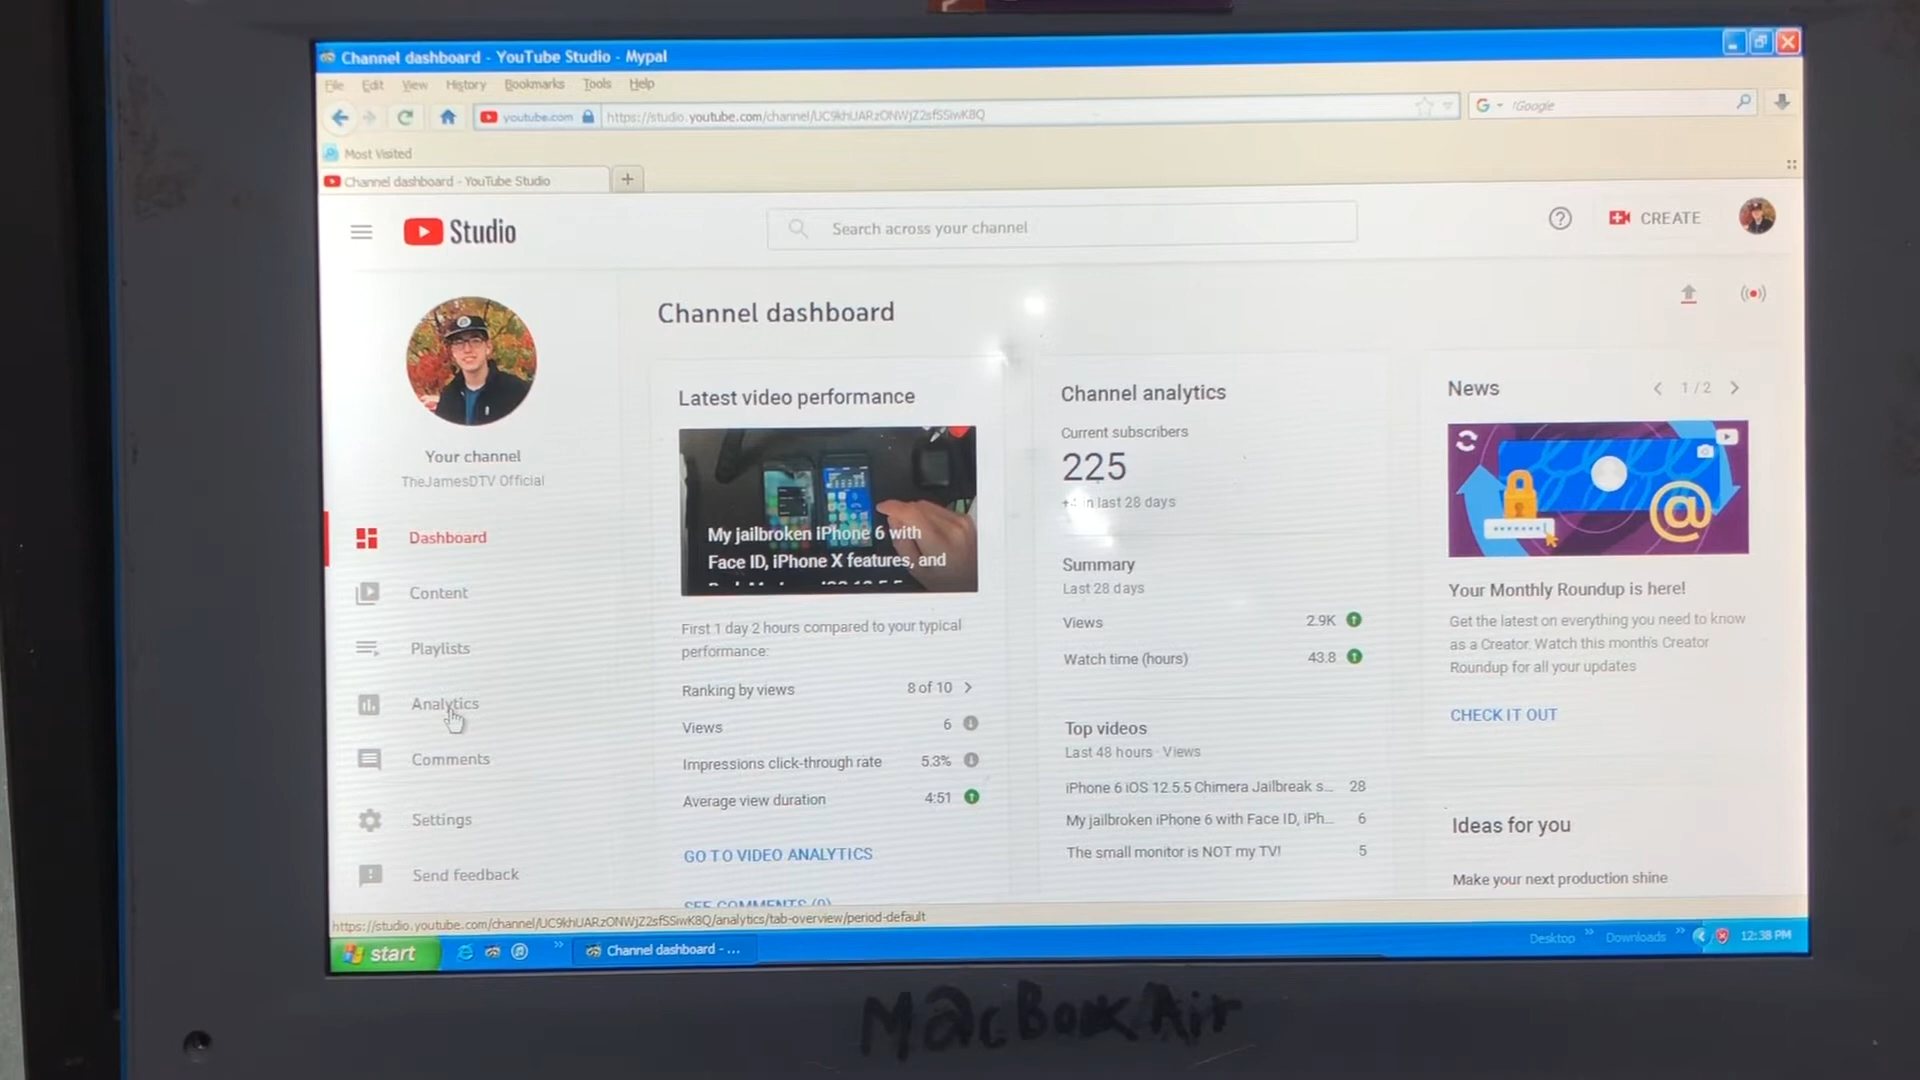 Channel dashboard - YouTube Studio - Mypal
File Edit View History Bookmarks Tools Help
youtube.com https://studio.youtube.com/channel/UC9khUARzONWjZ2sfSSiwK8Q
Google
Most Visited
Channel dashboard - YouTube Studio +
Studio
Search across your channel
CREATE
Channel dashboard
Your channel
TheJamesDTV Official
Dashboard
Content
Playlists
Analytics
Comments
Settings
Send feedback
Latest video performance
My jailbroken iPhone 6 with
Face ID, iPhone X features, and
First 1 day 2 hours compared to your typical
performance:
Ranking by views 8 of 10
Views 6
Impressions click-through rate 5.3%
Average view duration 4:51
GO TO VIDEO ANALYTICS
SEE COMMENTS (0)
Channel analytics
Current subscribers
225
in last 28 days
Summary
Last 28 days
Views 2.9K
Watch time (hours) 43.8
Top videos
Last 48 hours · Views
iPhone 6 iOS 12.5.5 Chimera Jailbreak s... 28
My jailbroken iPhone 6 with Face ID, iPh... 6
The small monitor is NOT my TV! 5
News
1 / 2
@
Your Monthly Roundup is here!
Get the latest on everything you need to know
as a Creator. Watch this month's Creator
Roundup for all your updates
CHECK IT OUT
Ideas for you
Make your next production shine
https://studio.youtube.com/channel/UC9khUARzONWjZ2sfSSiwK8Q/analytics/tab-overview/period-default
start
Channel dashboard - ...
Desktop
Downloads
12:38 PM
MacBook Air